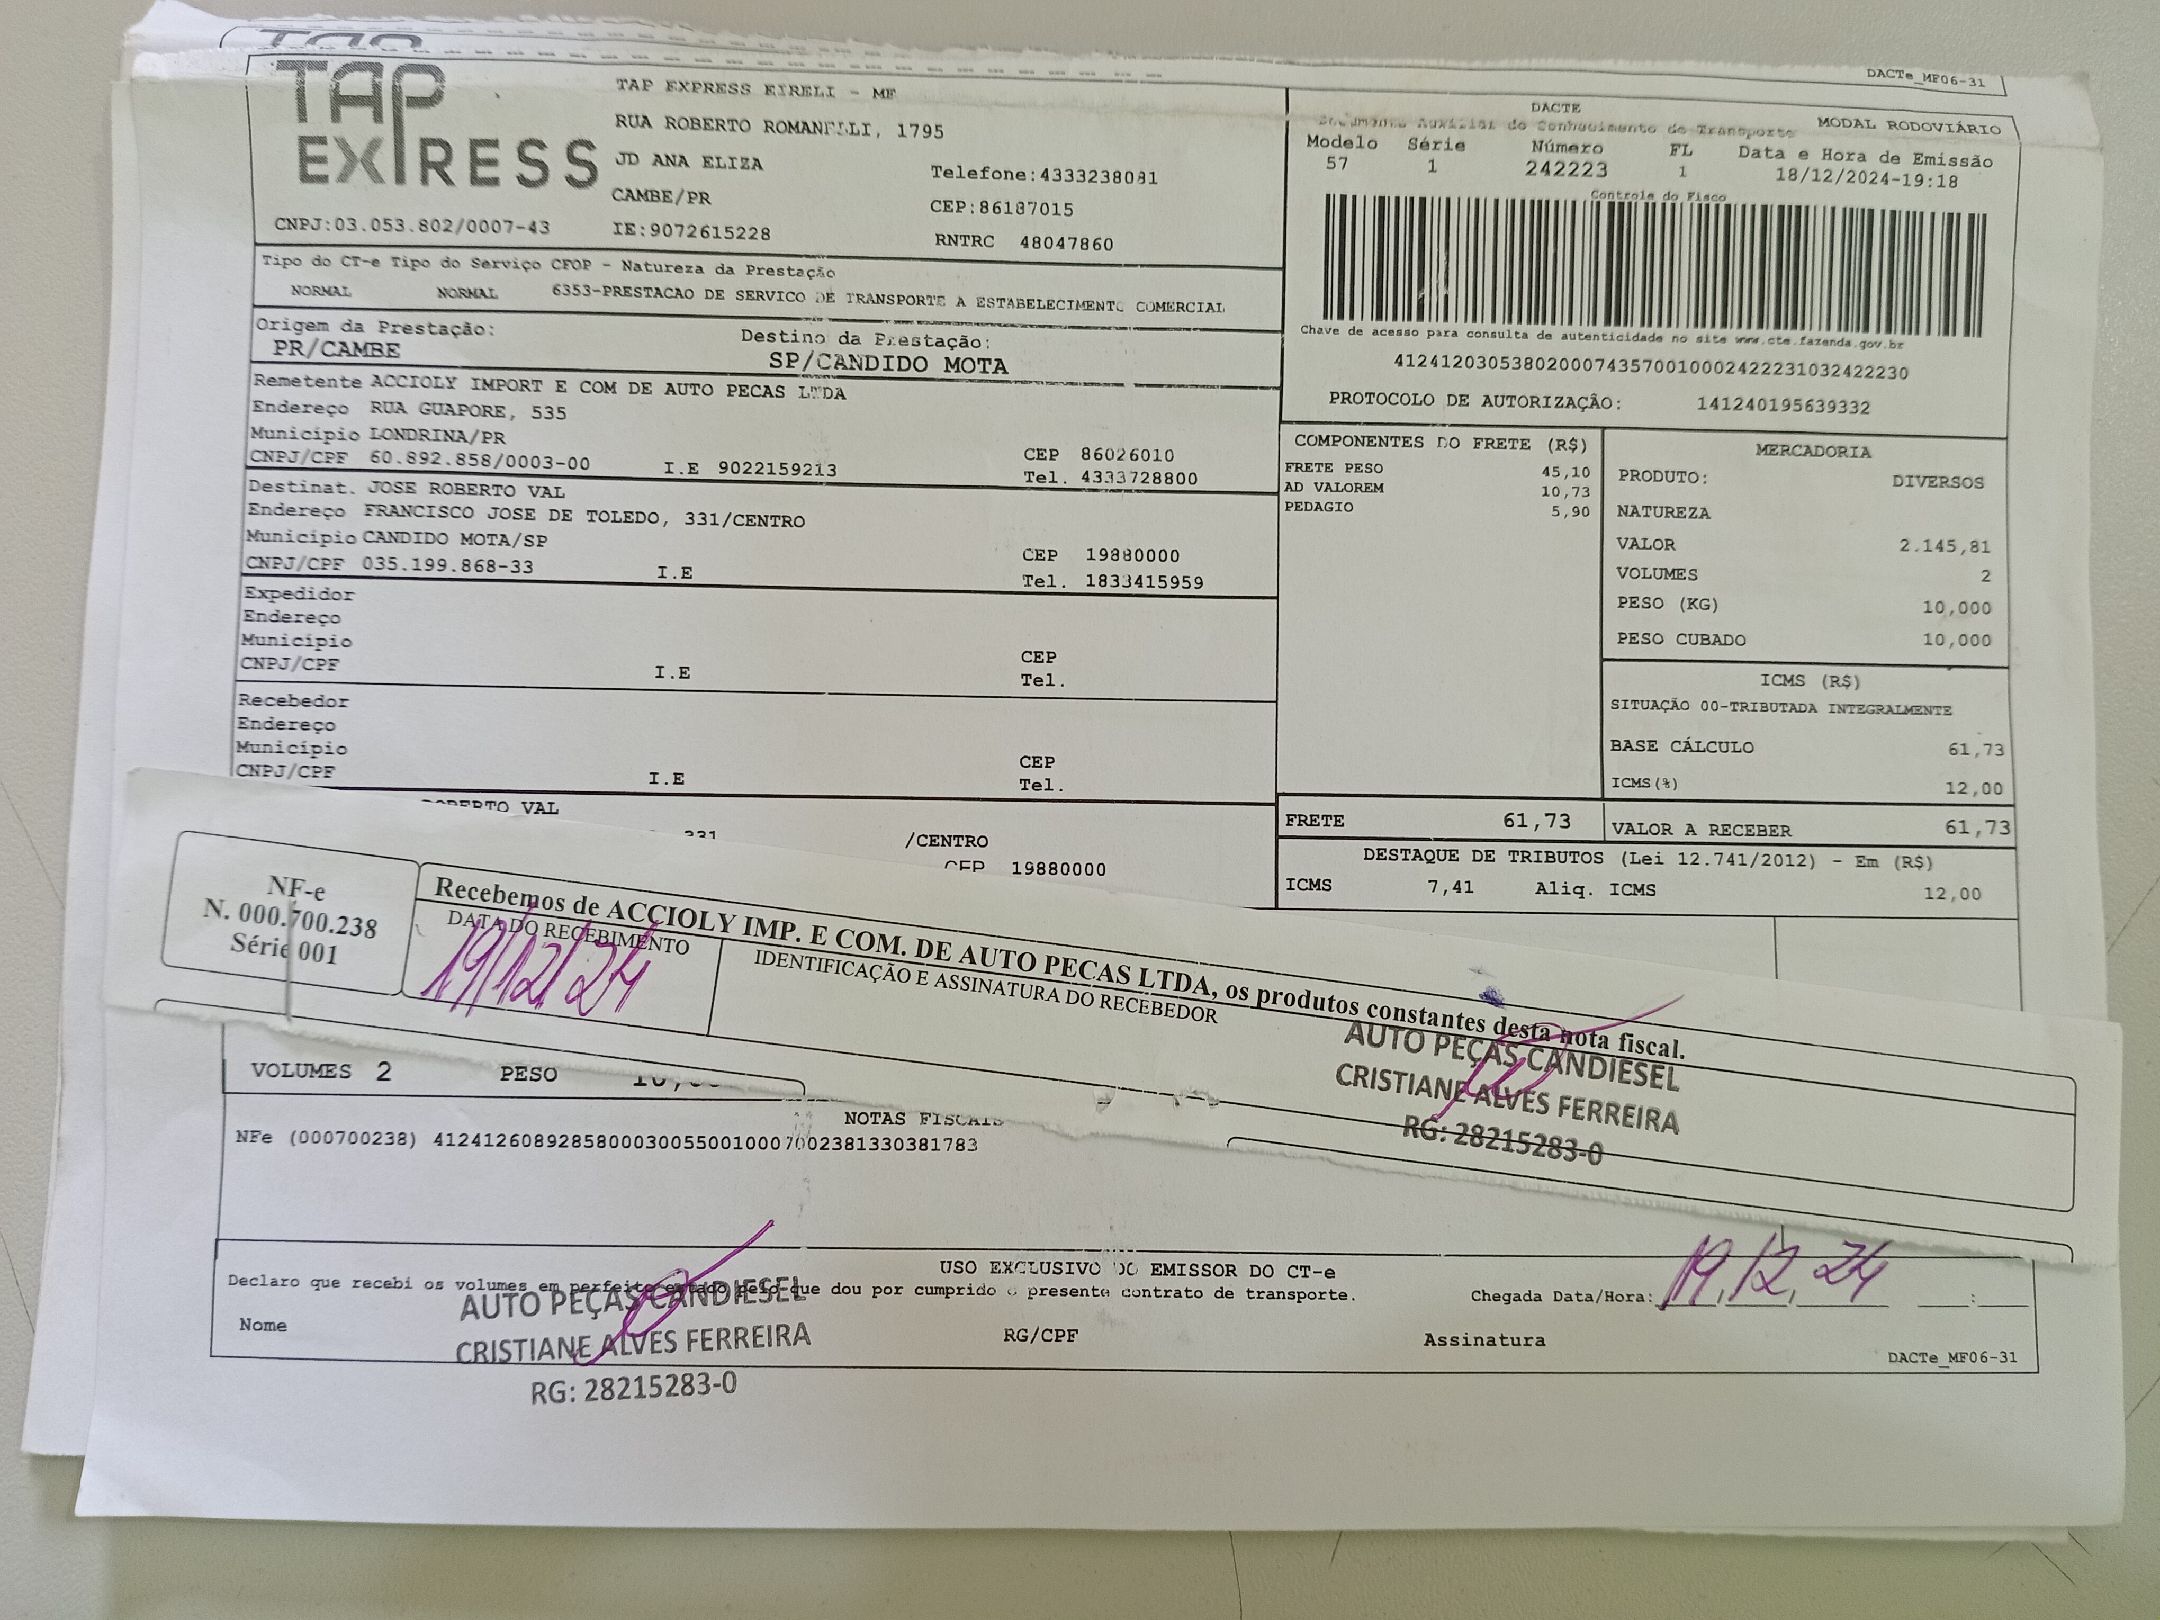 DACTe_MF06-31
TAP
EXPRESS
TAP EXPRESS EIRELI - ME
RUA ROBERTO ROMANELLI, 1795
JD ANA ELIZA
Telefone:4333238081
CAMBE/PR
CEP:86187015
CNPJ:03.053.802/0007-43
IE:9072615228
RNTRC 48047860
DACTE
Documento Auxiliar do Conhecimento de Transporte
MODAL RODOVIÁRIO
Modelo Série Número FL Data e Hora de Emissão
57 1 242223 1 18/12/2024-19:18
Controle do Fisco
Chave de acesso para consulta de autenticidade no site www.cte.fazenda.gov.br
41241203053802000743570010002422231032422230
PROTOCOLO DE AUTORIZAÇÃO: 141240195639332
Tipo do CT-e Tipo do Serviço CFOP - Natureza da Prestação
NORMAL NORMAL 6353-PRESTACAO DE SERVICO DE TRANSPORTE A ESTABELECIMENTO COMERCIAL
Origem da Prestação: Destino da Prestação:
PR/CAMBE SP/CANDIDO MOTA
Remetente ACCIOLY IMPORT E COM DE AUTO PECAS LTDA
Endereço RUA GUAPORE, 535
Município LONDRINA/PR CEP 86026010
CNPJ/CPF 60.892.858/0003-00 I.E 9022159213 Tel. 4333728800
Destinat. JOSE ROBERTO VAL
Endereço FRANCISCO JOSE DE TOLEDO, 331/CENTRO
Município CANDIDO MOTA/SP CEP 19880000
CNPJ/CPF 035.199.868-33 I.E Tel. 1833415959
Expedidor
Endereço
Município CEP
CNPJ/CPF I.E Tel.
Recebedor
Endereço
Município CEP
CNPJ/CPF I.E Tel.
VAL
331 /CENTRO
CEP 19880000
COMPONENTES DO FRETE (R$)
FRETE PESO 45,10
AD VALOREM 10,73
PEDAGIO 5,90
MERCADORIA
PRODUTO: DIVERSOS
NATUREZA
VALOR 2.145,81
VOLUMES 2
PESO (KG) 10,000
PESO CUBADO 10,000
ICMS (R$)
SITUAÇÃO 00-TRIBUTADA INTEGRALMENTE
BASE CÁLCULO 61,73
ICMS(%) 12,00
FRETE 61,73 VALOR A RECEBER 61,73
DESTAQUE DE TRIBUTOS (Lei 12.741/2012) - Em (R$)
ICMS 7,41 Aliq. ICMS 12,00
NF-e
N. 000.700.238
Série 001
Recebemos de ACCIOLY IMP. E COM. DE AUTO PECAS LTDA, os produtos constantes desta nota fiscal.
DATA DO RECEBIMENTO
19/12/24
IDENTIFICAÇÃO E ASSINATURA DO RECEBEDOR
AUTO PEÇAS CANDIESEL
CRISTIANE ALVES FERREIRA
RG: 28215283-0
VOLUMES 2 PESO
NOTAS FISCAIS
NFe (000700238) 41241260892858000300550010007002381330381783
USO EXCLUSIVO DO EMISSOR DO CT-e
Declaro que recebi os volumes em perfeito estado pelo que dou por cumprido o presente contrato de transporte.
Chegada Data/Hora: 19,12,24 :
Nome RG/CPF Assinatura
AUTO PEÇAS CANDIESEL
CRISTIANE ALVES FERREIRA
RG: 28215283-0
DACTe_MF06-31